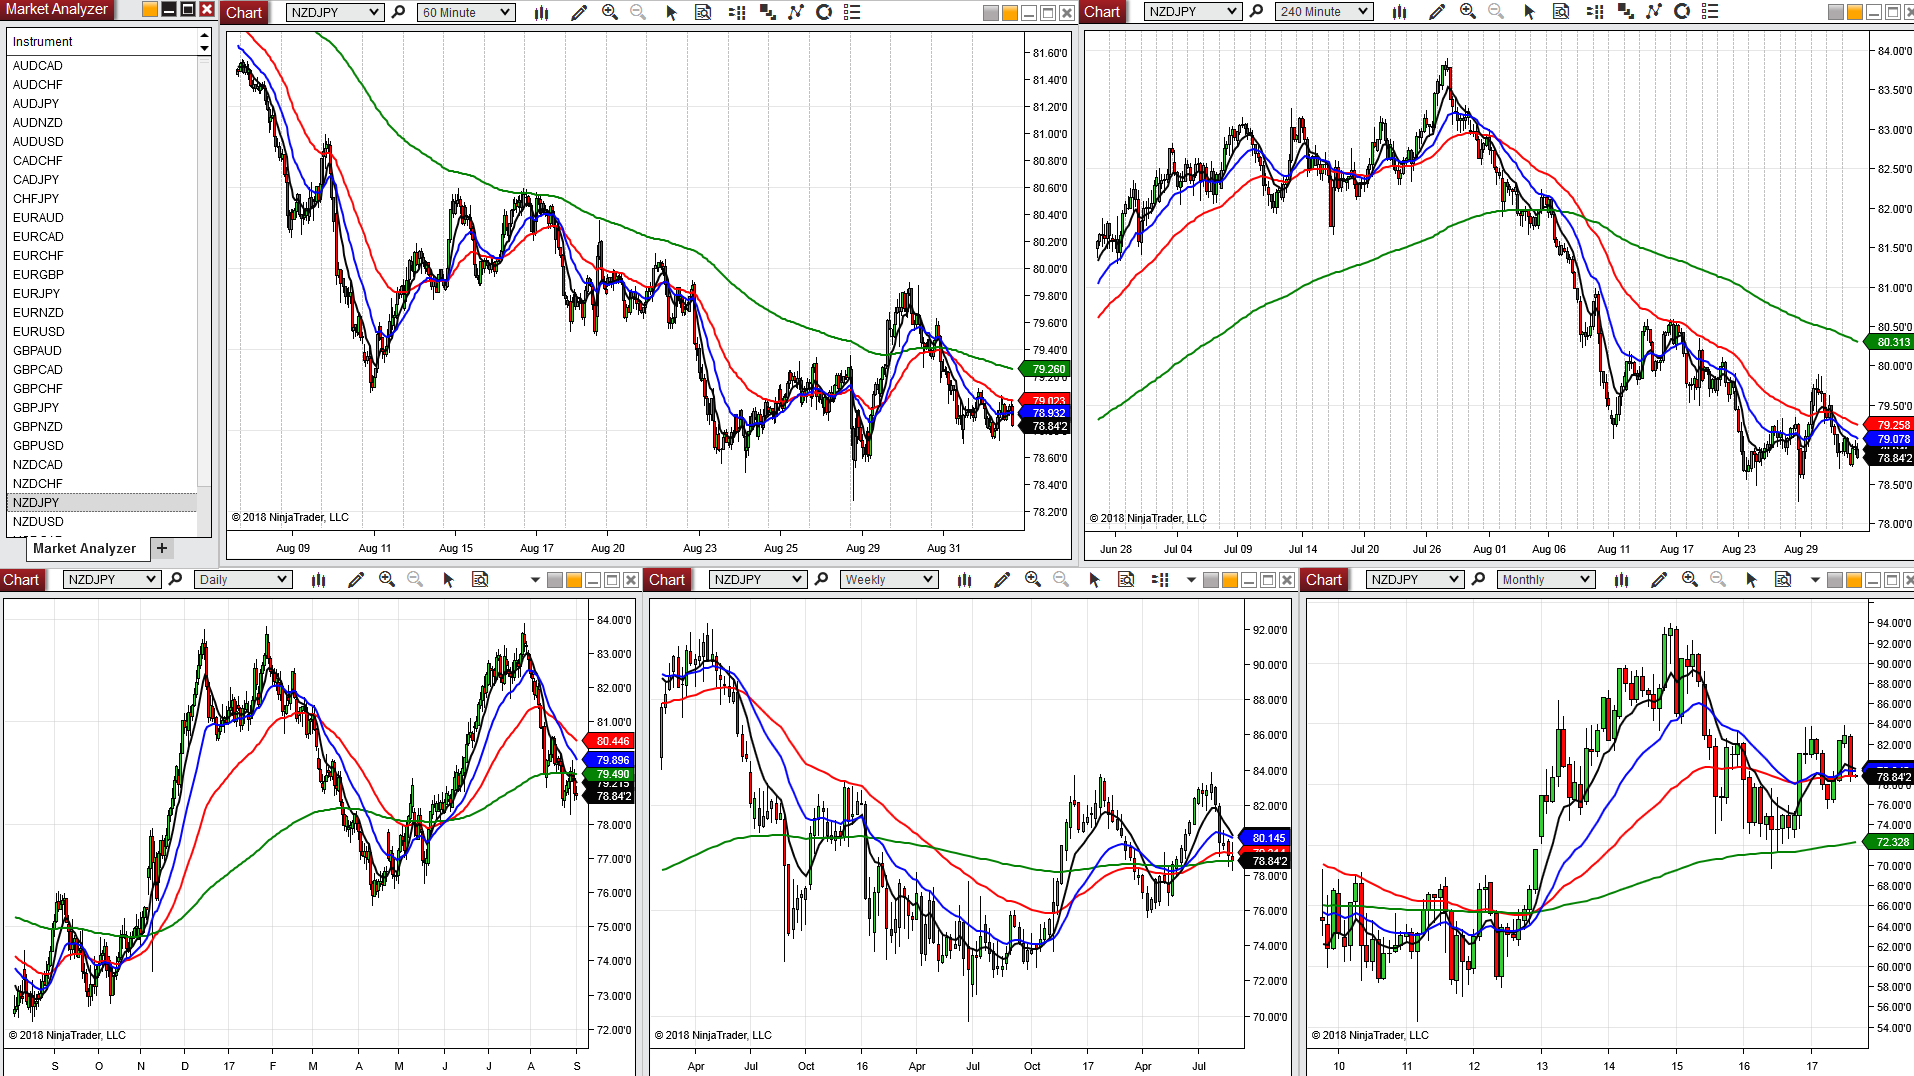 Market Analyzer
Instrument
AUDCAD
AUDCHF
AUDJPY
AUDNZD
AUDUSD
CADCHF
CADJPY
CHFJPY
EURAUD
EURCAD
EURCHF
EURGBP
EURJPY
EURNZD
EURUSD
GBPAUD
GBPCAD
GBPCHF
GBPJPY
GBPNZD
GBPUSD
NZDCAD
NZDCHF
NZDJPY
NZDUSD
Market Analyzer +
Chart NZDJPY 60 Minute
81.60'0
81.40'0
81.20'0
81.00'0
80.80'0
80.60'0
80.40'0
80.20'0
80.00'0
79.80'0
79.60'0
79.40'0
79.260
79.20'0
79.023
78.932
78.84'2
78.60'0
78.40'0
78.20'0
© 2018 NinjaTrader, LLC
Aug 09 Aug 11 Aug 15 Aug 17 Aug 20 Aug 23 Aug 25 Aug 29 Aug 31
Chart NZDJPY 240 Minute
84.00'0
83.50'0
83.00'0
82.50'0
82.00'0
81.50'0
81.00'0
80.50'0
80.313
80.00'0
79.50'0
79.258
79.078
78.84'2
78.50'0
78.00'0
© 2018 NinjaTrader, LLC
Jun 28 Jul 04 Jul 09 Jul 14 Jul 20 Jul 26 Aug 01 Aug 06 Aug 11 Aug 17 Aug 23 Aug 29
Chart NZDJPY Daily
84.00'0
83.00'0
82.00'0
81.00'0
80.446
79.896
79.490
79.215
78.84'2
78.00'0
77.00'0
76.00'0
75.00'0
74.00'0
73.00'0
72.00'0
© 2018 NinjaTrader, LLC
S O N D 17 F M A M J J A S
Chart NZDJPY Weekly
92.00'0
90.00'0
88.00'0
86.00'0
84.00'0
82.00'0
80.145
78.84'2
78.00'0
76.00'0
74.00'0
72.00'0
70.00'0
© 2018 NinjaTrader, LLC
Apr Jul Oct 16 Apr Jul Oct 17 Apr Jul
Chart NZDJPY Monthly
94.00'0
92.00'0
90.00'0
88.00'0
86.00'0
84.00'0
82.00'0
78.84'2
76.00'0
74.00'0
72.328
70.00'0
68.00'0
66.00'0
64.00'0
62.00'0
60.00'0
58.00'0
56.00'0
54.00'0
© 2018 NinjaTrader, LLC
10 11 12 13 14 15 16 17